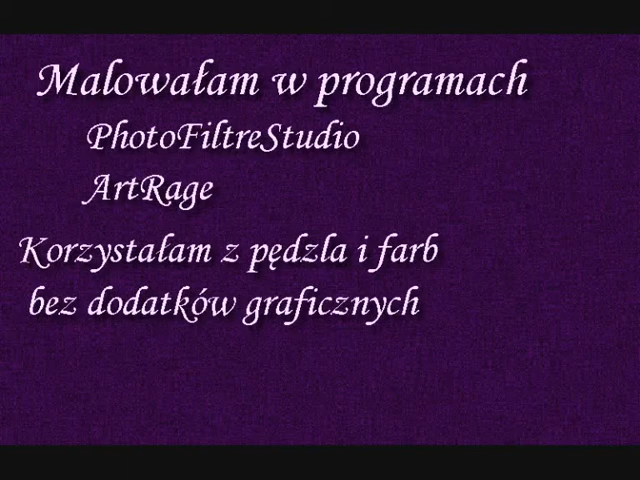 Malowałam w programach
PhotoFiltreStudio
ArtRage
Korzystałam z pędzla i farb
bez dodatków graficznych